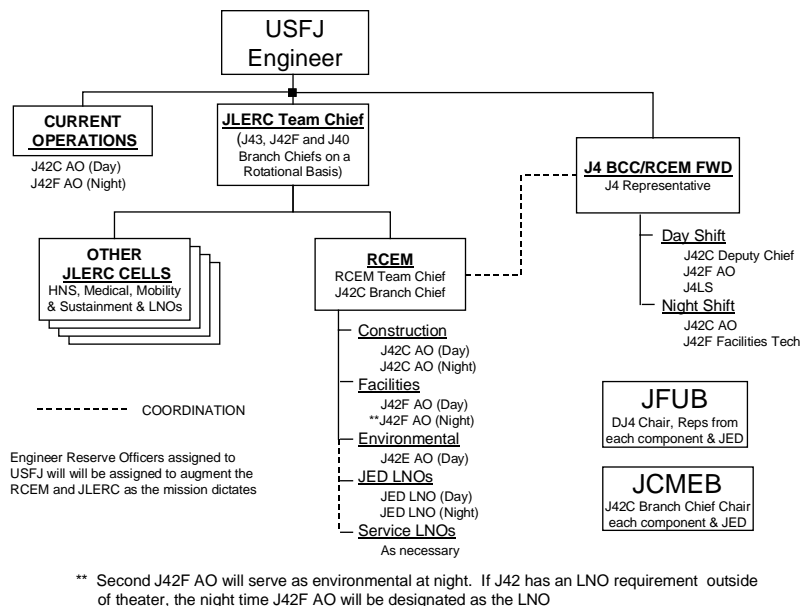 USFJ
Engineer
CURRENT
OPERATIONS
J42C AO (Day)
J42F AO (Night)
JLERC Team Chief
(J43, J42F and J40
Branch Chiefs on a
Rotational Basis)
J4 BCC/RCEM FWD
J4 Representative
Day Shift
J42C Deputy Chief
J42F AO
J4LS
Night Shift
J42C AO
J42F Facilities Tech
OTHER
JLERC CELLS
HNS, Medical, Mobility
& Sustainment & LNOs
RCEM
RCEM Team Chief
J42C Branch Chief
Construction
J42C AO (Day)
J42C AO (Night)
Facilities
J42F AO (Day)
**J42F AO (Night)
Environmental
J42E AO (Day)
JED LNOs
JED LNO (Day)
JED LNO (Night)
Service LNOs
As necessary
COORDINATION
Engineer Reserve Officers assigned to
USFJ will will be assigned to augment the
RCEM and JLERC as the mission dictates
JFUB
DJ4 Chair, Reps from
each component & JED
JCMEB
J42C Branch Chief Chair
each component & JED
** Second J42F AO will serve as environmental at night. If J42 has an LNO requirement outside
of theater, the night time J42F AO will be designated as the LNO